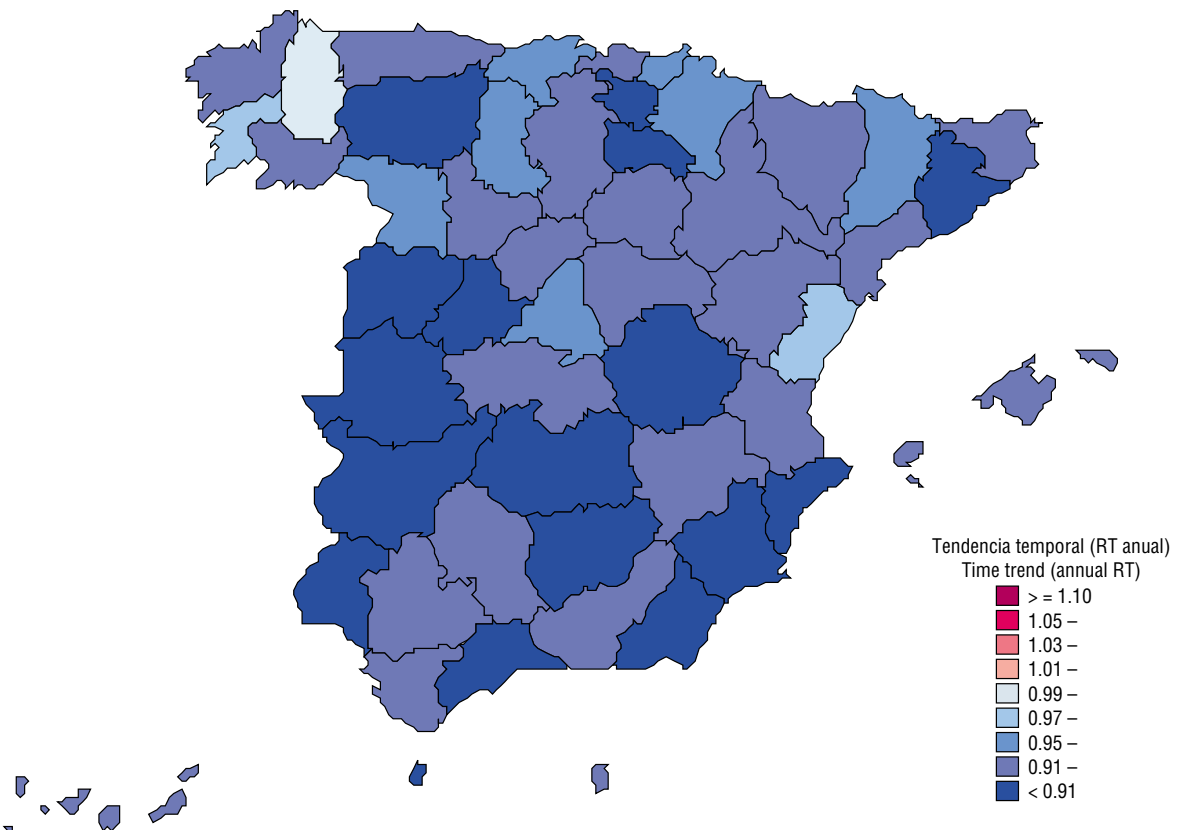 Tendencia temporal (RT anual)
Time trend (annual RT)
> = 1.10
1.05 –
1.03 –
1.01 –
0.99 –
0.97 –
0.95 –
0.91 –
< 0.91